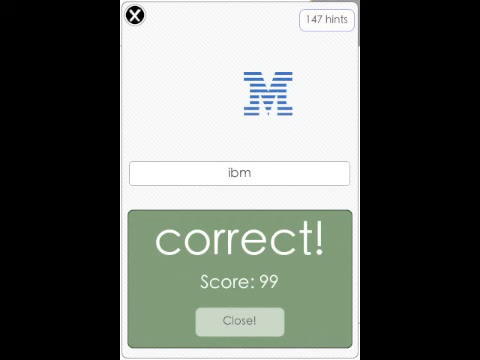 X
147 hints
M
ibm
correct!
Score: 99
Close!